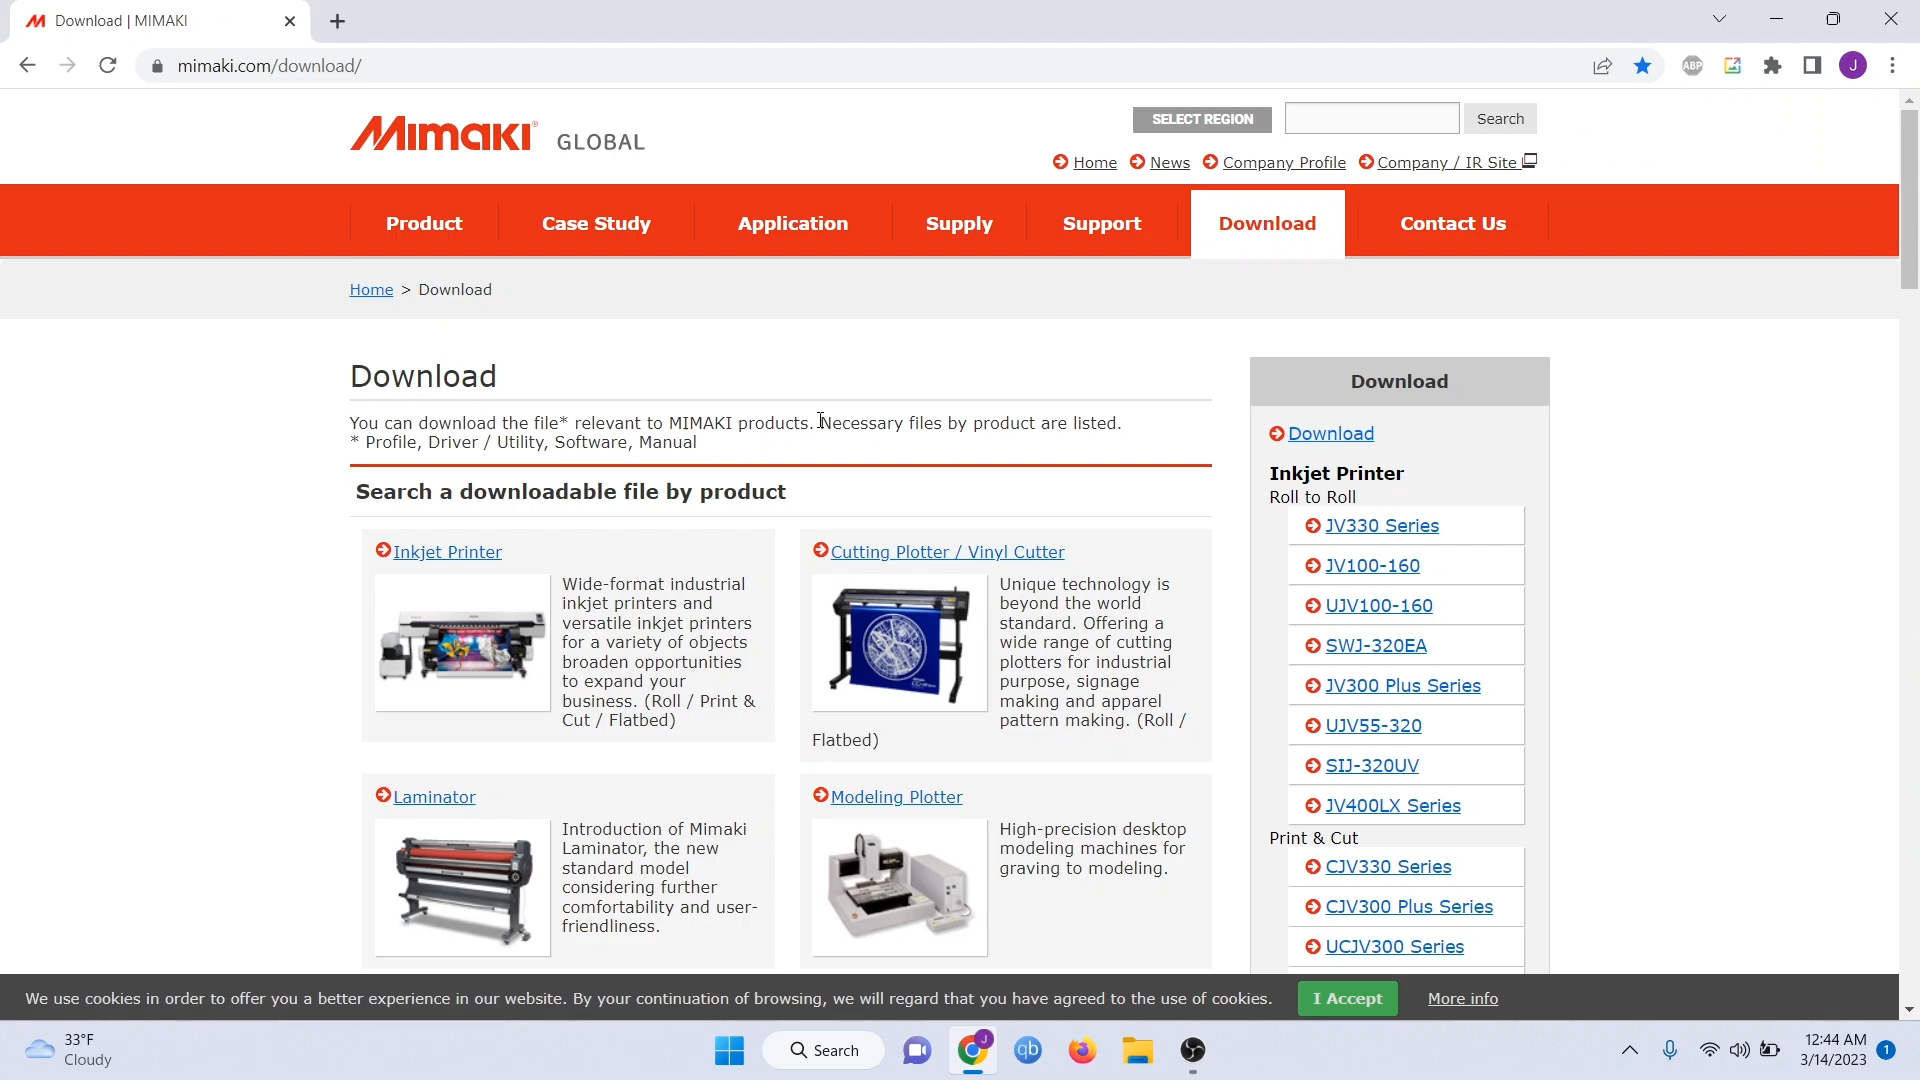 Download | MIMAKI
mimaki.com/download/
ABP
J
Mimaki® GLOBAL
SELECT REGION
Search
Home
News
Company Profile
Company / IR Site
Product
Case Study
Application
Supply
Support
Download
Contact Us
Home > Download
Download
You can download the file* relevant to MIMAKI products. Necessary files by product are listed.
* Profile, Driver / Utility, Software, Manual
Search a downloadable file by product
Inkjet Printer
Wide-format industrial
inkjet printers and
versatile inkjet printers
for a variety of objects
broaden opportunities
to expand your
business. (Roll / Print &
Cut / Flatbed)
Cutting Plotter / Vinyl Cutter
Unique technology is
beyond the world
standard. Offering a
wide range of cutting
plotters for industrial
purpose, signage
making and apparel
pattern making. (Roll /
Flatbed)
Laminator
Introduction of Mimaki
Laminator, the new
standard model
considering further
comfortability and user-
friendliness.
Modeling Plotter
High-precision desktop
modeling machines for
graving to modeling.
Download
Download
Inkjet Printer
Roll to Roll
JV330 Series
JV100-160
UJV100-160
SWJ-320EA
JV300 Plus Series
UJV55-320
SIJ-320UV
JV400LX Series
Print & Cut
CJV330 Series
CJV300 Plus Series
UCJV300 Series
We use cookies in order to offer you a better experience in our website. By your continuation of browsing, we will regard that you have agreed to the use of cookies.
I Accept
More info
33°F
Cloudy
Search
J
qb
12:44 AM
3/14/2023
1